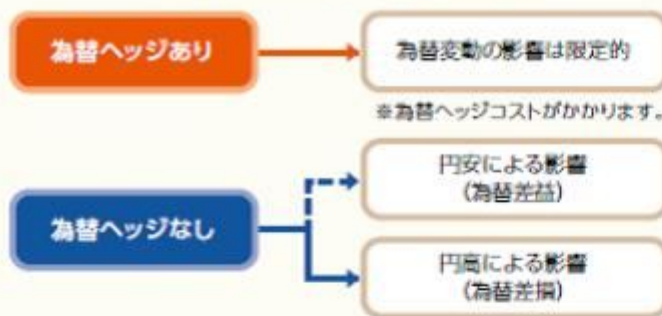 為替ヘッジあり
為替変動の影響は限定的
※為替ヘッジコストがかかります。
為替ヘッジなし
円安による影響
(為替差益)
円高による影響
(為替差損)